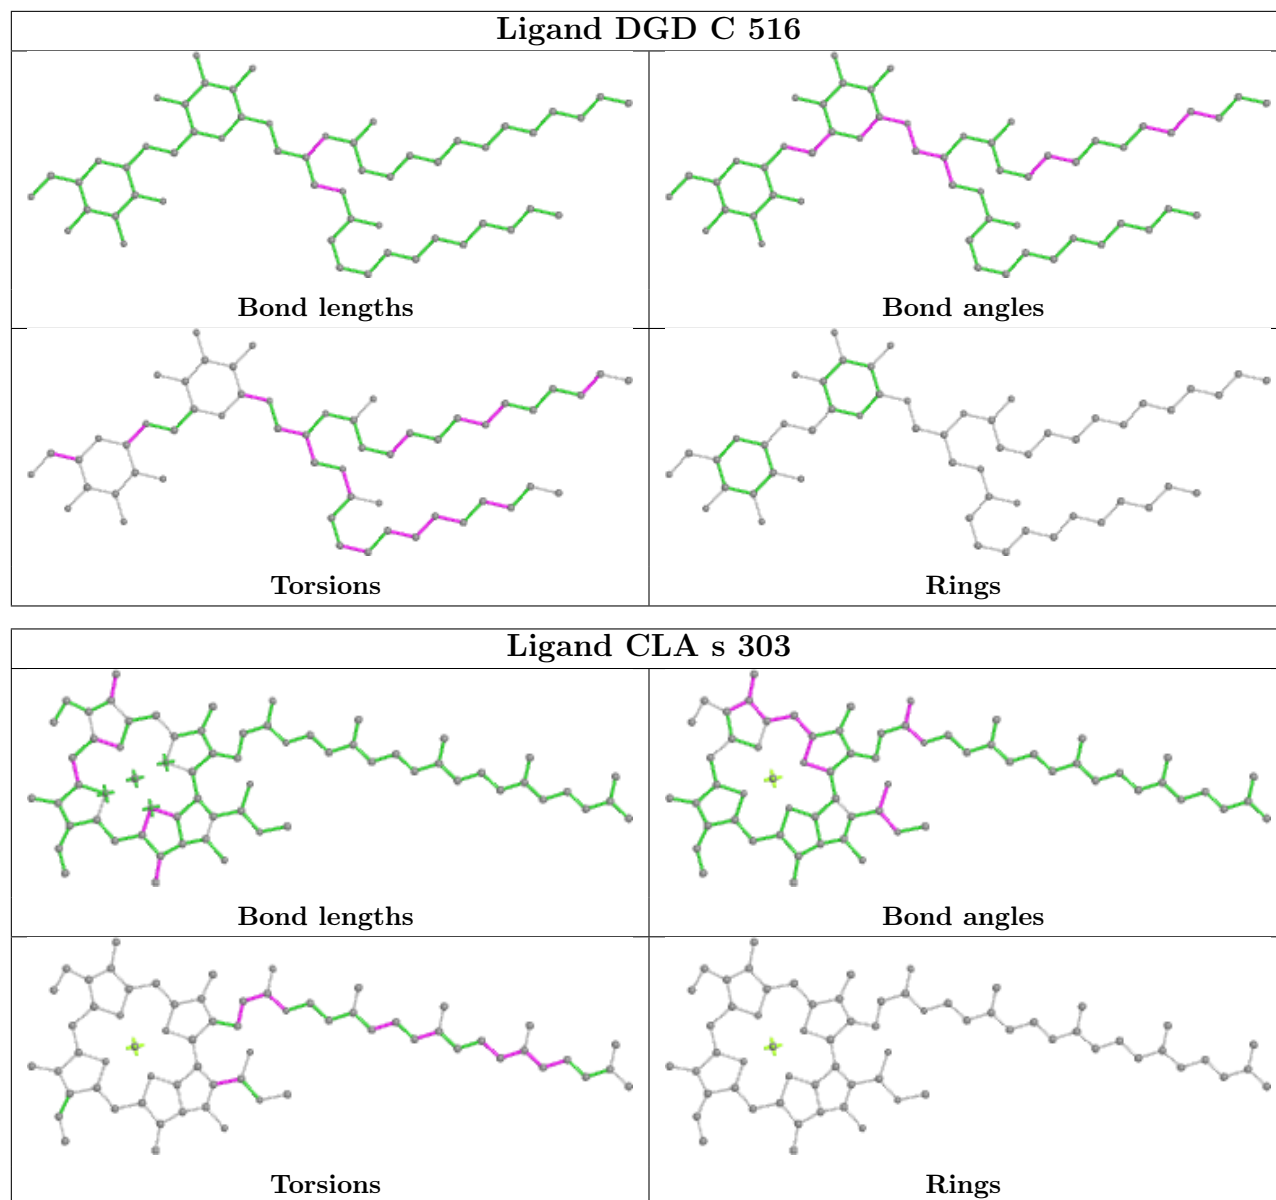 Ligand DGD C 516
Bond lengths
Bond angles
Torsions
Rings
Ligand CLA s 303
Bond lengths
Bond angles
Torsions
Rings